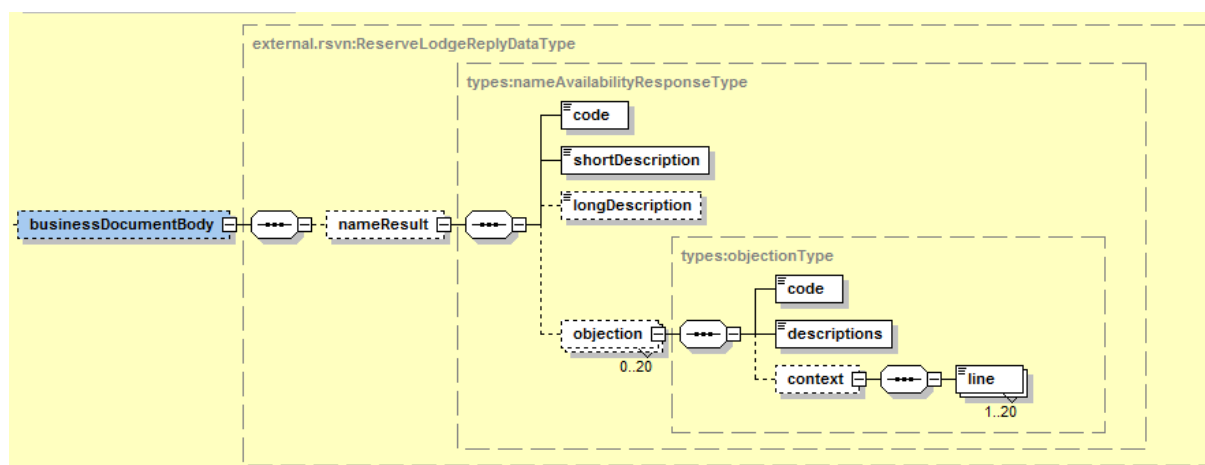 external.rsvn:ReserveLodgeReplyDataType
types:nameAvailabilityResponseType
code
shortDescription
longDescription
businessDocumentBody
nameResult
types:objectionType
code
objection
descriptions
0..20
context
line
1..20